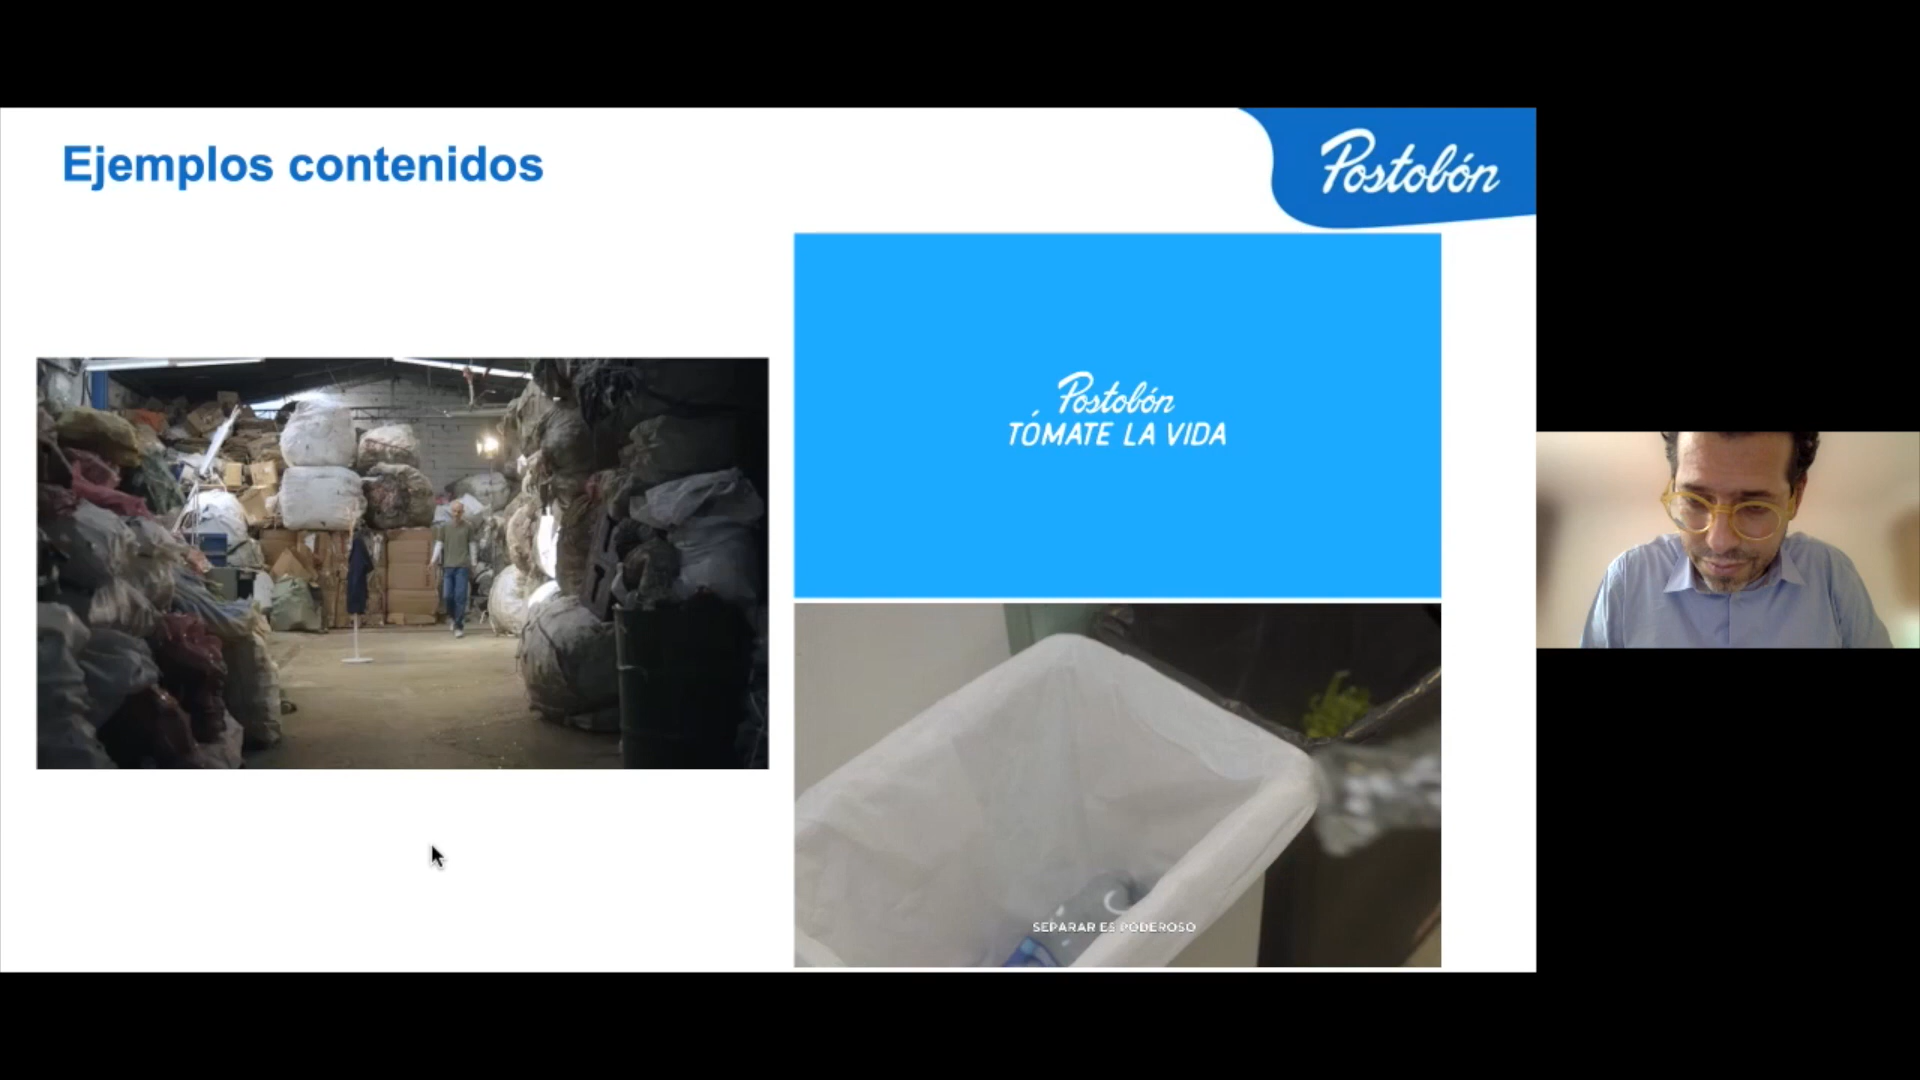 Ejemplos contenidos
Postobón
Postobón
TÓMATE LA VIDA
SEPARAR ES PODEROSO